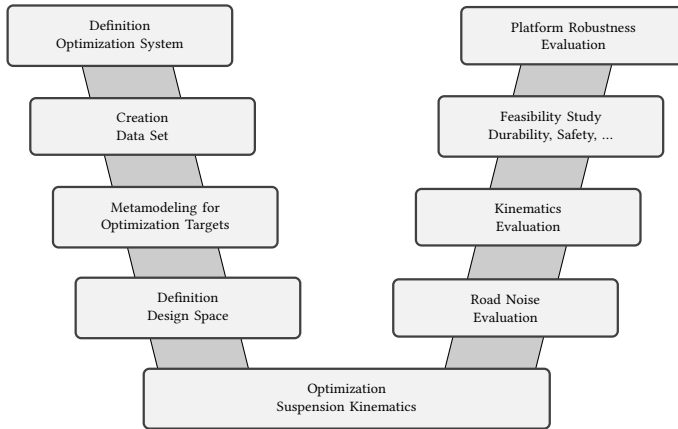 Definition
Optimization System
Creation
Data Set
Metamodeling for
Optimization Targets
Definition
Design Space
Optimization
Suspension Kinematics
Road Noise
Evaluation
Kinematics
Evaluation
Feasibility Study
Durability, Safety, ...
Platform Robustness
Evaluation